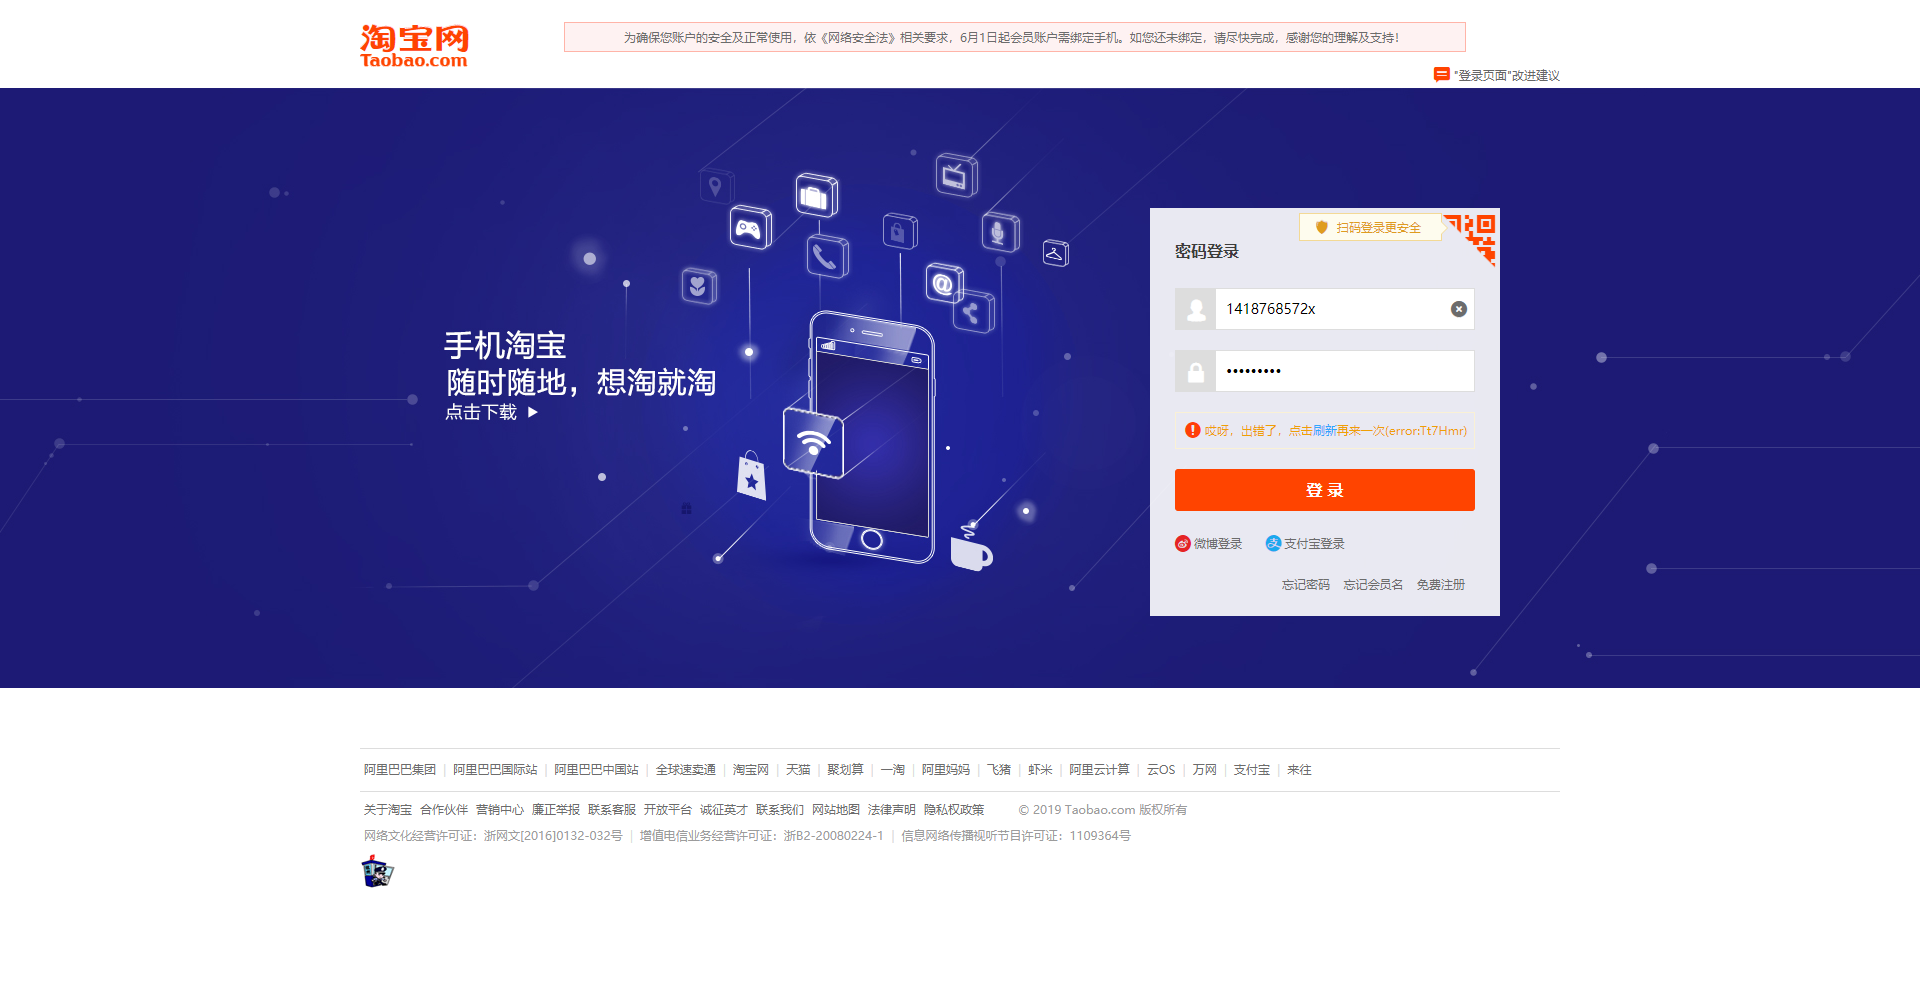 淘宝网
Taobao.com
为确保您账户的安全及正常使用，依《网络安全法》相关要求，6月1日起会员账户需绑定手机。如您还未绑定，请尽快完成，感谢您的理解及支持！
"登录页面"改进建议
手机淘宝
随时随地，想淘就淘
点击下载
扫码登录更安全
密码登录
1418768572x
•••••••••
哎呀，出错了，点击刷新再来一次(error:Tt7Hmr)
登 录
微博登录 支付宝登录
忘记密码 忘记会员名 免费注册
阿里巴巴集团 | 阿里巴巴国际站 | 阿里巴巴中国站 | 全球速卖通 | 淘宝网 | 天猫 | 聚划算 | 一淘 | 阿里妈妈 | 飞猪 | 虾米 | 阿里云计算 | 云OS | 万网 | 支付宝 | 来往
关于淘宝 合作伙伴 营销中心 廉正举报 联系客服 开放平台 诚征英才 联系我们 网站地图 法律声明 隐私权政策 © 2019 Taobao.com 版权所有
网络文化经营许可证：浙网文[2016]0132-032号 | 增值电信业务经营许可证：浙B2-20080224-1 | 信息网络传播视听节目许可证：1109364号